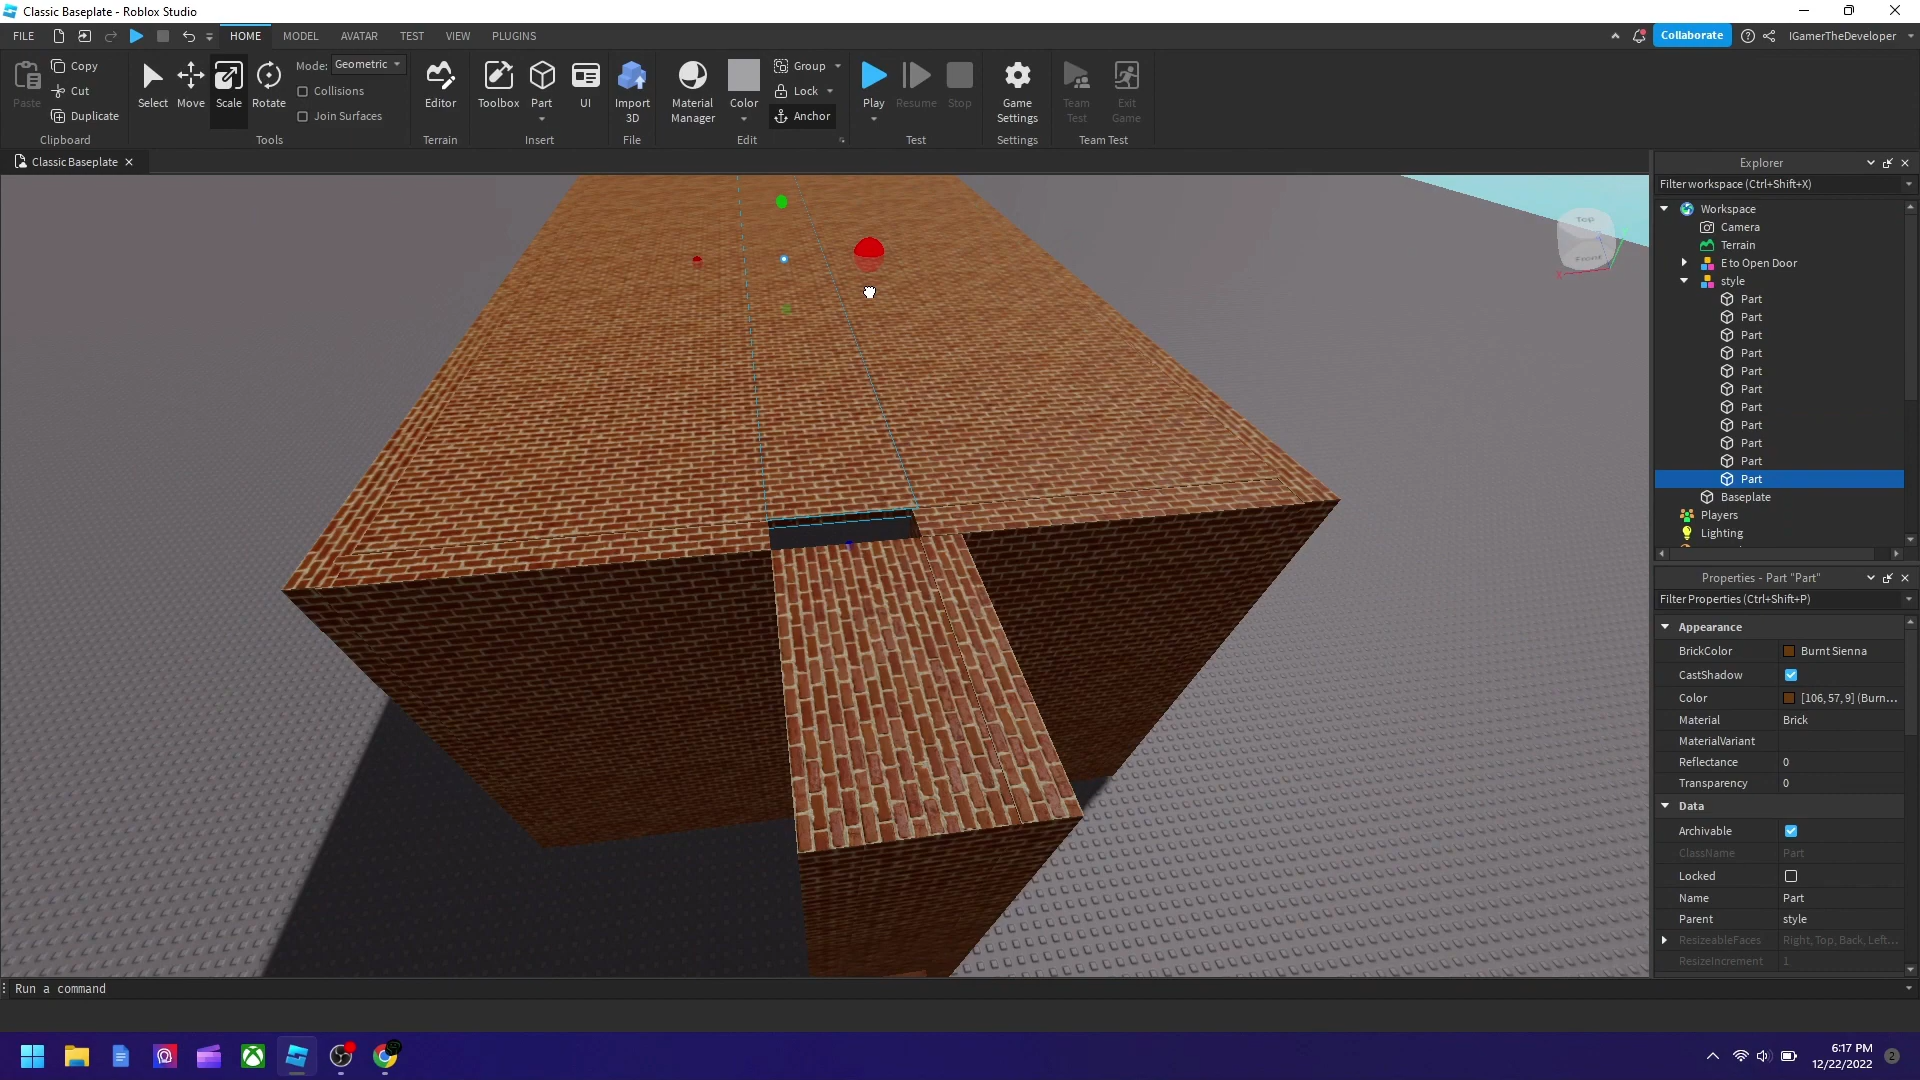 Classic Baseplate - Roblox Studio
FILE HOME MODEL AVATAR TEST VIEW PLUGINS Collaborate IGamerTheDeveloper
Paste Copy Cut Duplicate Clipboard
Select Move Scale Rotate Mode: Geometric Collisions Join Surfaces Tools
Editor Terrain
Toolbox Part UI Insert
Import 3D File
Material Manager Color Group Lock Anchor Edit
Play Resume Stop Test
Game Settings Settings
Team Test Exit Game Team Test
Classic Baseplate
Top
Front
X
Explorer
Filter workspace (Ctrl+Shift+X)
Workspace
Camera
Terrain
E to Open Door
style
Part
Part
Part
Part
Part
Part
Part
Part
Part
Part
Part
Baseplate
Players
Lighting
Properties - Part "Part"
Filter Properties (Ctrl+Shift+P)
Appearance
BrickColor Burnt Sienna
CastShadow
Color [106, 57, 9] (Burn...
Material Brick
MaterialVariant
Reflectance 0
Transparency 0
Data
Archivable
ClassName Part
Locked
Name Part
Parent style
ResizeableFaces Right, Top, Back, Left...
ResizeIncrement 1
Run a command
6:17 PM
12/22/2022
2